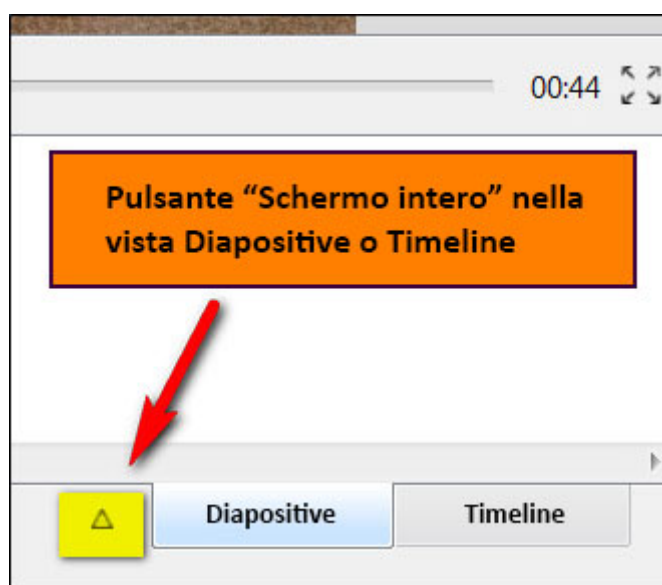 00:44
Pulsante “Schermo intero” nella
vista Diapositive o Timeline
Diapositive
Timeline